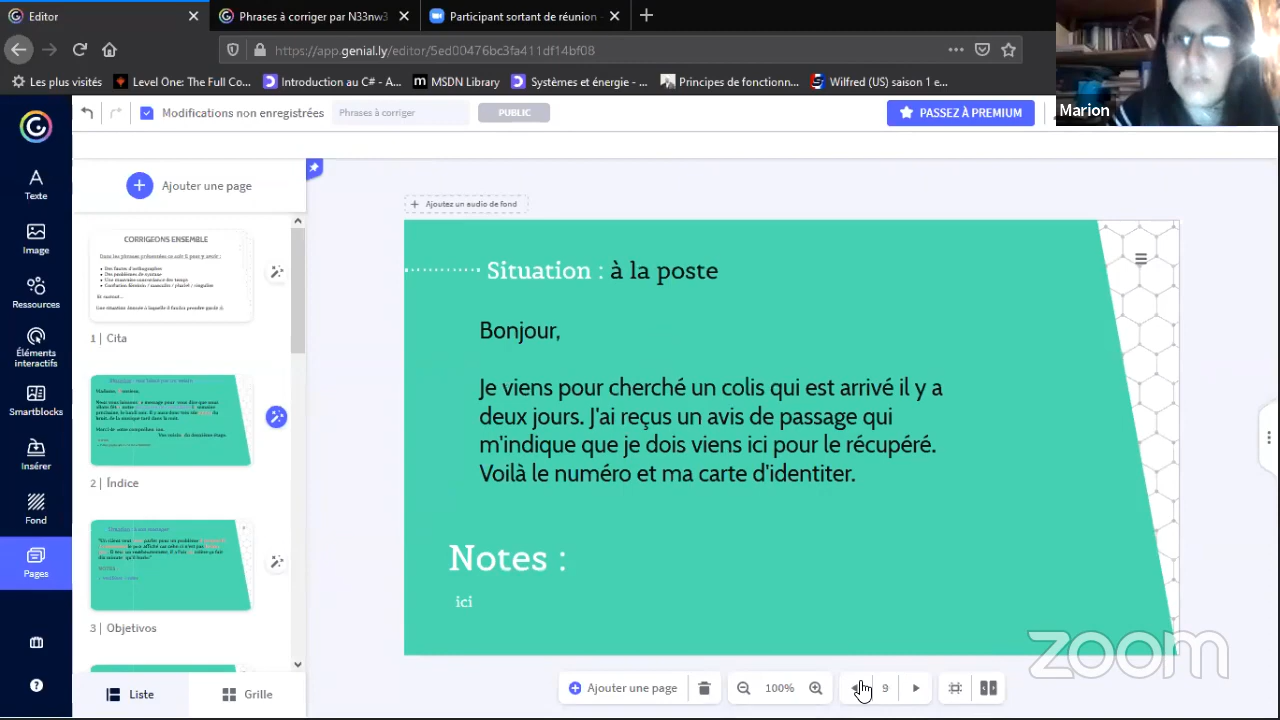 Editor
Phrases à corriger par N33nw3
Participant sortant de réunion
https://app.genial.ly/editor/5ed00476bc3fa411df14bf08
Les plus visités
Level One: The Full Co...
Introduction au C# - A...
MSDN Library
Systèmes et énergie - ...
Principes de fonction...
Wilfred (US) saison 1 e...
Marion
Modifications non enregistrées
Phrases à corriger
PUBLIC
PASSEZ À PREMIUM
Texte
Image
Ressources
Éléments interactifs
Smartblocks
Insérer
Fond
Pages
Ajouter une page
CORRIGEONS ENSEMBLE
1 | Cita
2 | Índice
3 | Objetivos
Liste
Grille
Ajoutez un audio de fond
Situation : à la poste
Bonjour,
Je viens pour cherché un colis qui est arrivé il y a
deux jours. J'ai reçus un avis de passage qui
m'indique que je dois viens ici pour le récupéré.
Voilà le numéro et ma carte d'identiter.
Notes :
ici
Ajouter une page
100%
9
zoom